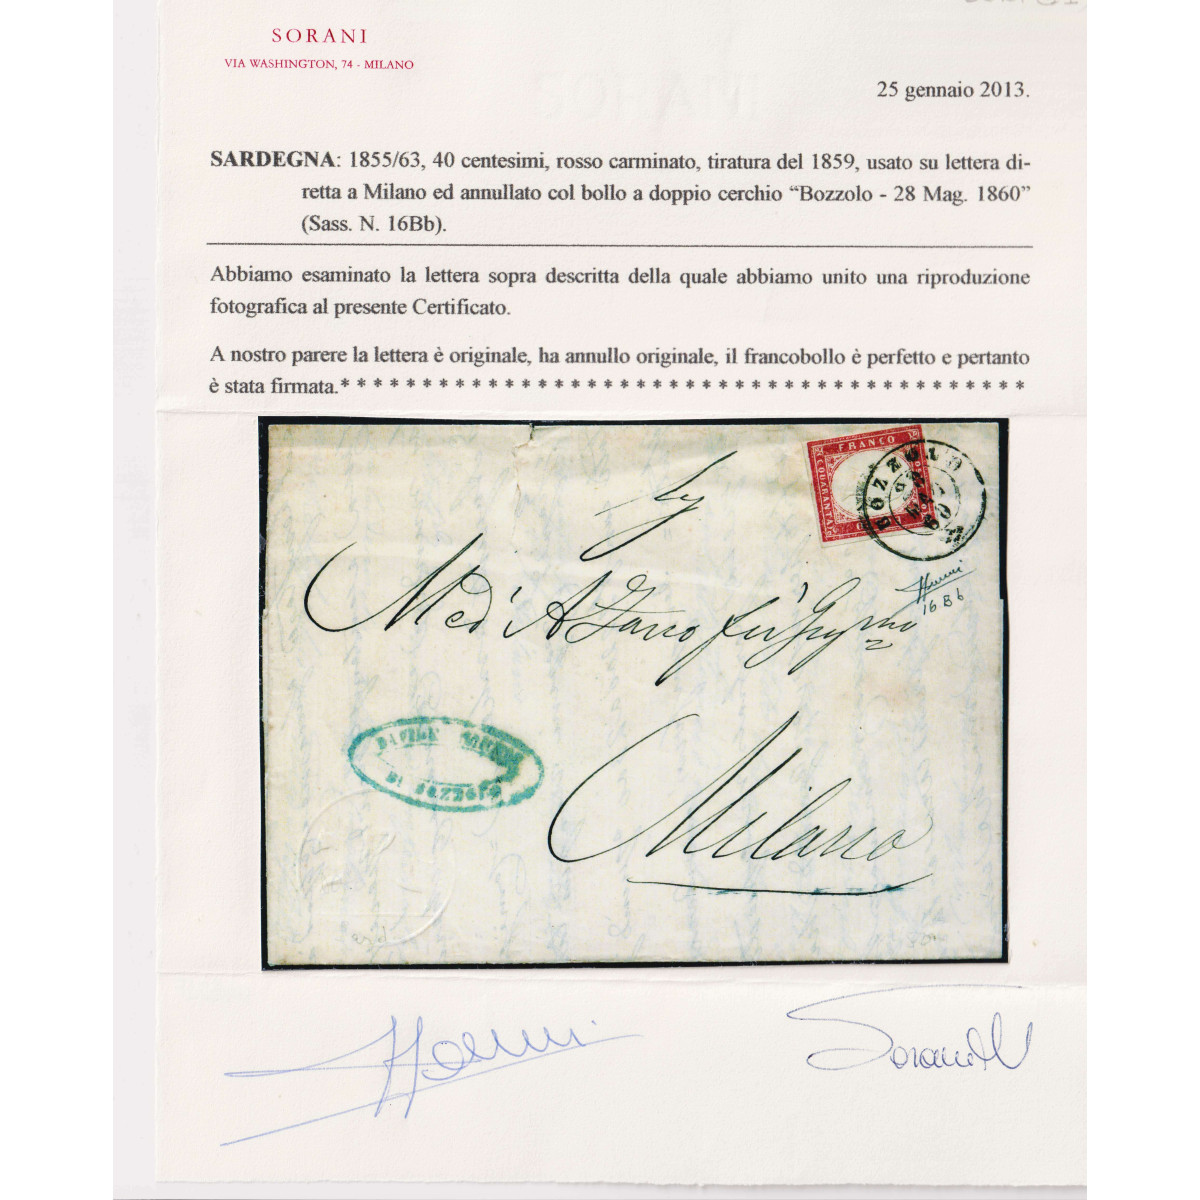 SORANI
VIA WASHINGTON, 74 - MILANO
25 gennaio 2013.
SARDEGNA: 1855/63, 40 centesimi, rosso carminato, tiratura del 1859, usato su lettera di-
retta a Milano ed annullato col bollo a doppio cerchio “Bozzolo - 28 Mag. 1860”
(Sass. N. 16Bb).
Abbiamo esaminato la lettera sopra descritta della quale abbiamo unito una riproduzione
fotografica al presente Certificato.
A nostro parere la lettera è originale, ha annullo originale, il francobollo è perfetto e pertanto
è stata firmata.* * * * * * * * * * * * * * * * * * * * * * * * * * * * * * * * * * * * * * * * * *
FRANCO
QUARANTA
BOZZOLO
16Bb
Milano
DI BOZZOLO